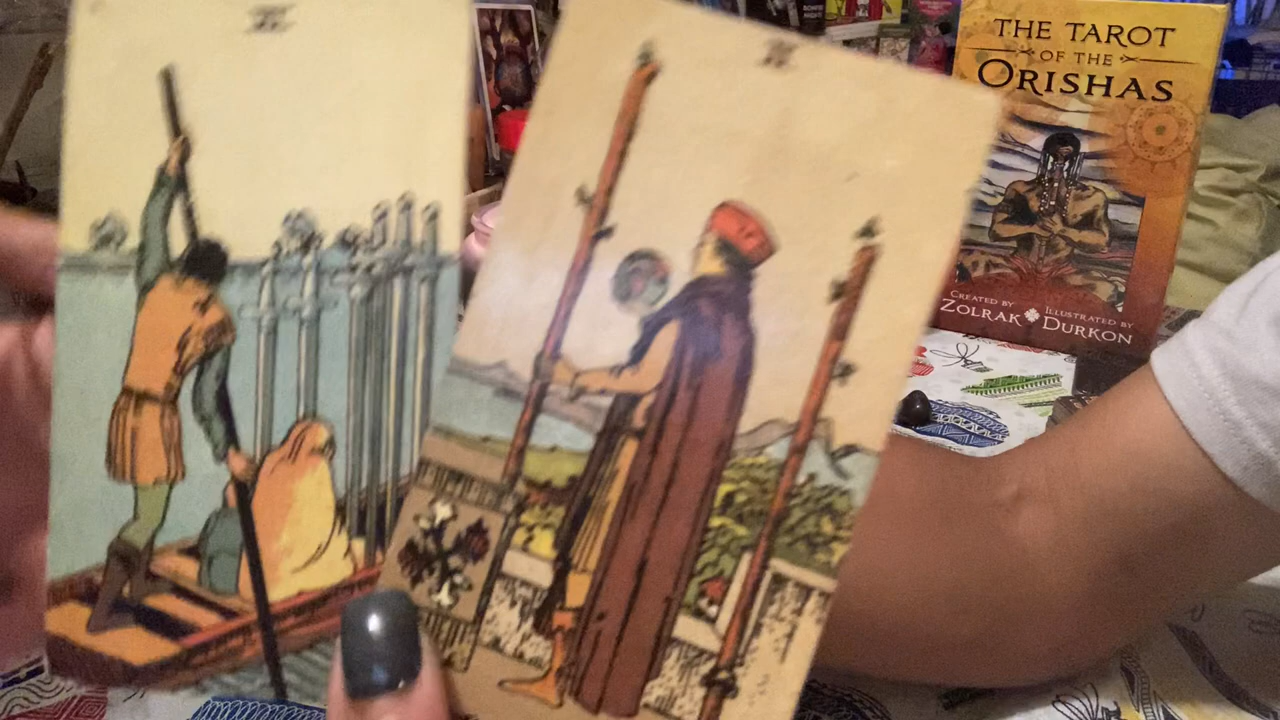 THE TAROT
OF THE
ORISHAS
CREATED BY
ZOLRAK
ILLUSTRATED BY
DURKON